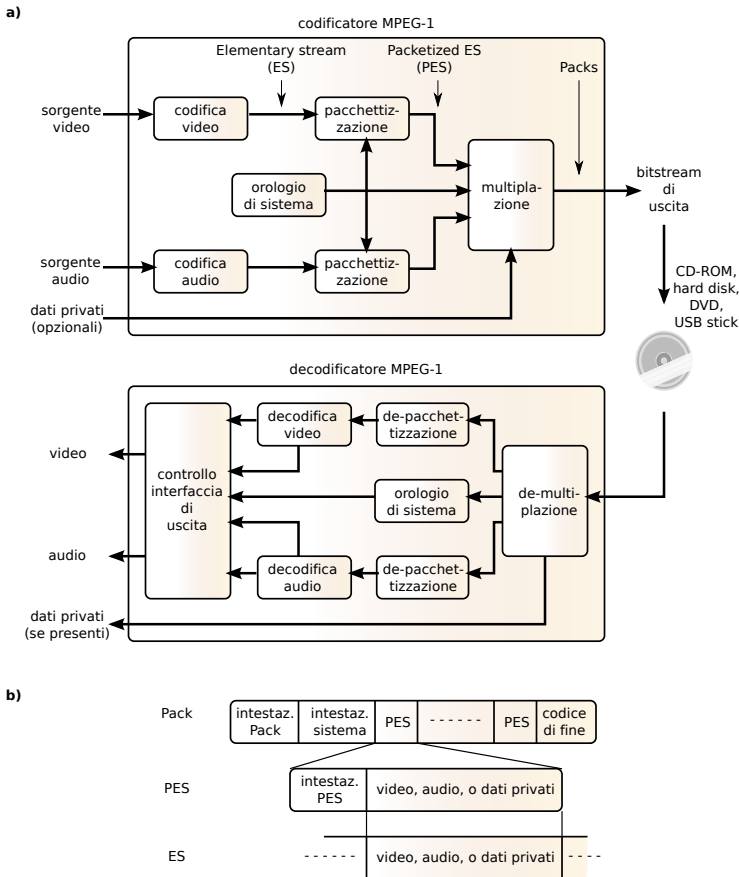 a)
codificatore MPEG-1
Elementary stream
(ES)
Packetized ES
(PES)
Packs
sorgente
video
codifica
video
pacchettiz-
zazione
orologio
di sistema
multipla-
zione
bitstream
di
uscita
sorgente
audio
codifica
audio
pacchettiz-
zazione
dati privati
(opzionali)
CD-ROM,
hard disk,
DVD,
USB stick
decodificatore MPEG-1
video
audio
dati privati
(se presenti)
controllo
interfaccia
di
uscita
decodifica
video
de-pacchet-
tizzazione
orologio
di sistema
de-multi-
plazione
decodifica
audio
de-pacchet-
tizzazione
b)
Pack
intestaz.
Pack
intestaz.
sistema
PES
- - - - - -
PES
codice
di fine
PES
intestaz.
PES
video, audio, o dati privati
ES
- - - - - -
video, audio, o dati privati
- - - -